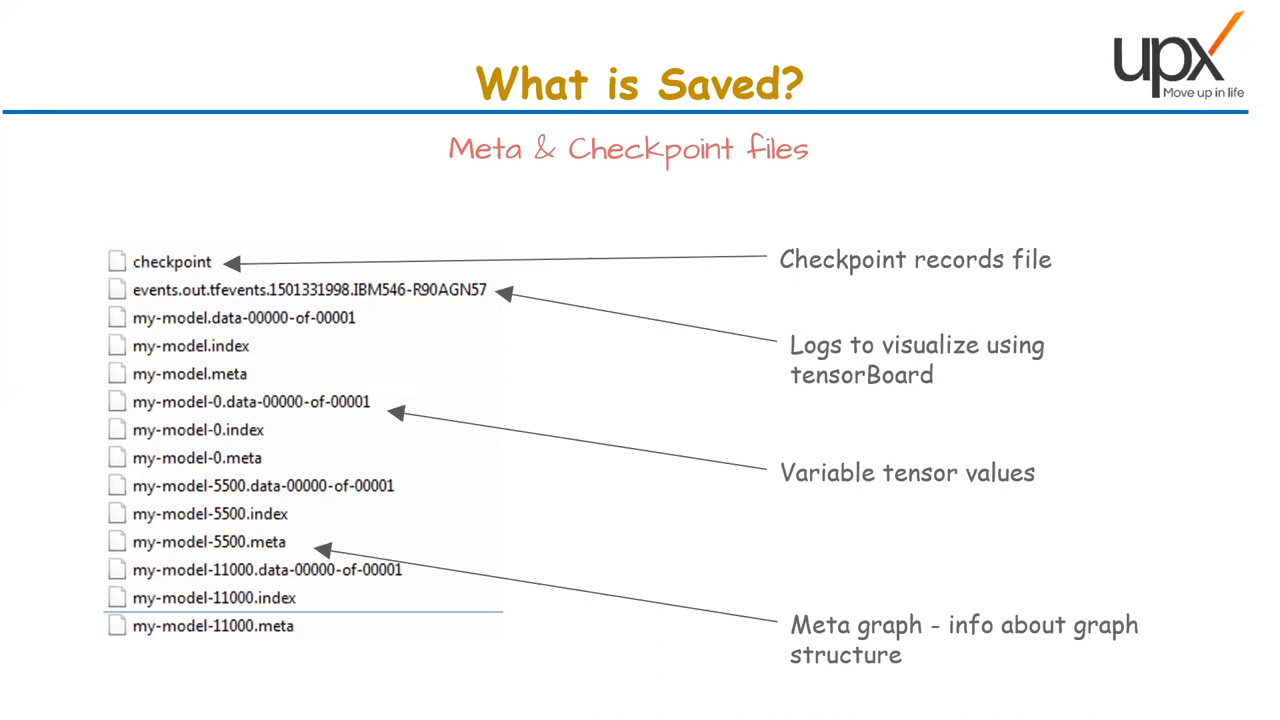 upx
Move up in life
What is Saved?
Meta & Checkpoint files
checkpoint
events.out.tfevents.1501331998.IBM546-R90AGN57
my-model.data-00000-of-00001
my-model.index
my-model.meta
my-model-0.data-00000-of-00001
my-model-0.index
my-model-0.meta
my-model-5500.data-00000-of-00001
my-model-5500.index
my-model-5500.meta
my-model-11000.data-00000-of-00001
my-model-11000.index
my-model-11000.meta
Checkpoint records file
Logs to visualize using
tensorBoard
Variable tensor values
Meta graph - info about graph
structure